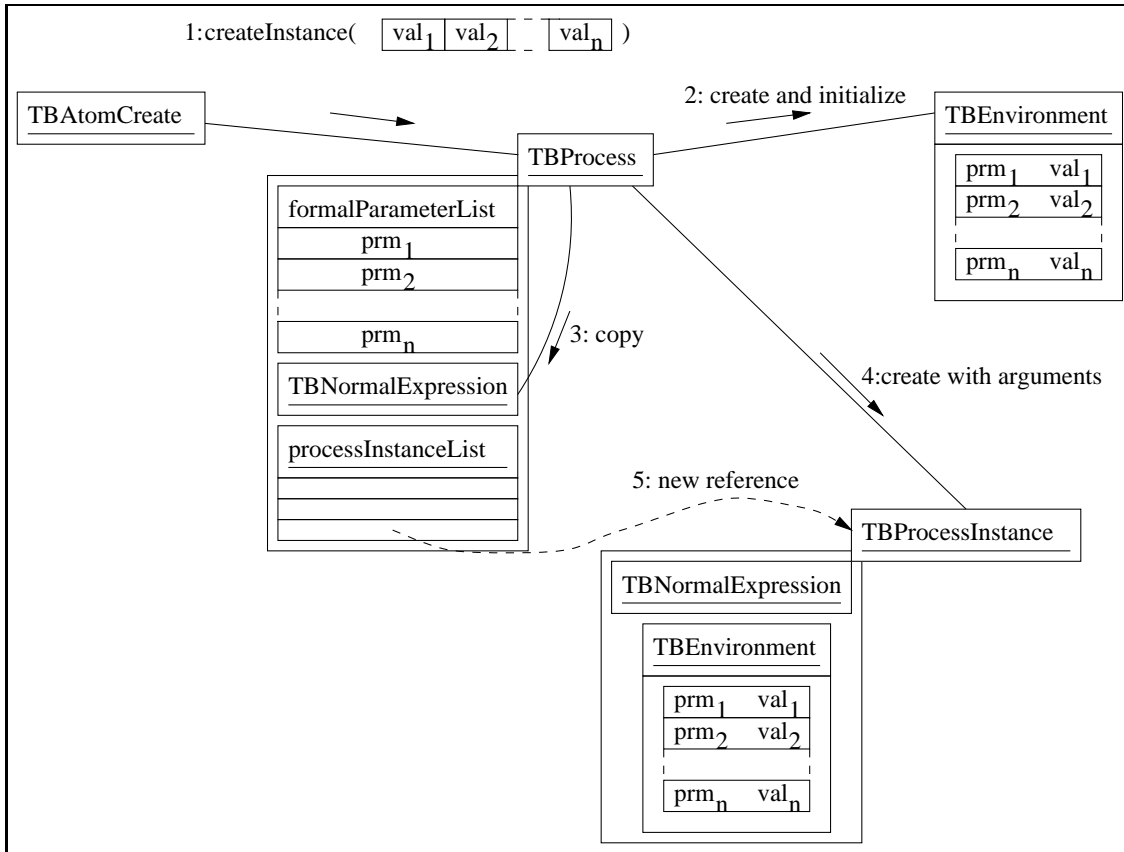 1:createInstance( val1 val2 valn )
TBAtomCreate
2: create and initialize
TBEnvironment
prm1 val1
prm2 val2
prmn valn
TBProcess
formalParameterList
prm1
prm2
prmn
3: copy
TBNormalExpression
4:create with arguments
processInstanceList
5: new reference
TBProcessInstance
TBNormalExpression
TBEnvironment
prm1 val1
prm2 val2
prmn valn